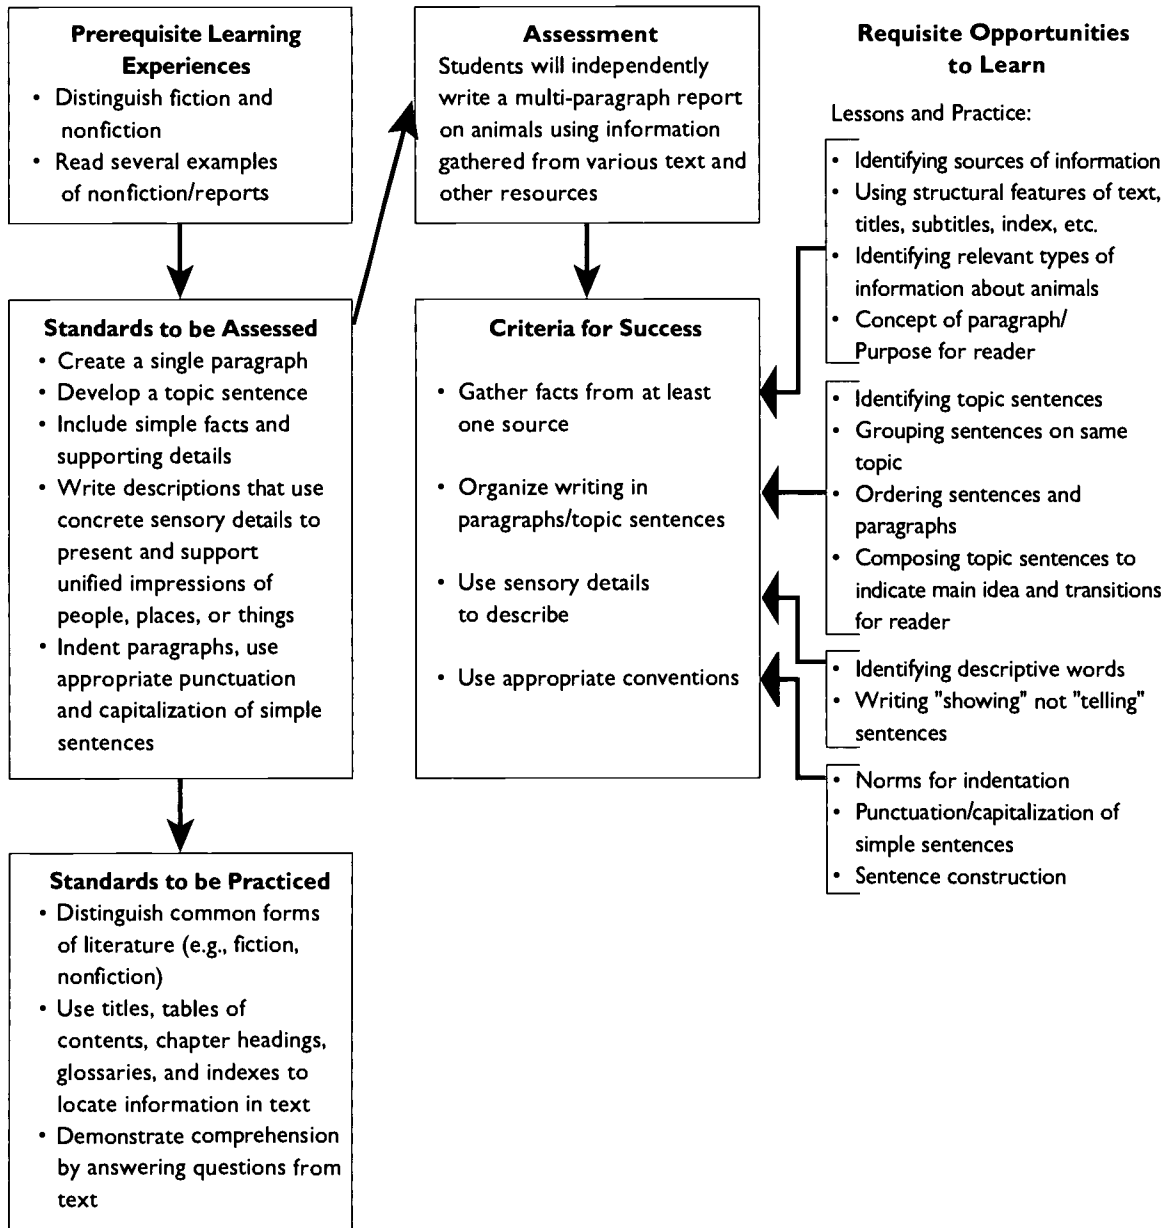 Prerequisite Learning
Experiences
• Distinguish fiction and
nonfiction
• Read several examples
of nonfiction/reports
Standards to be Assessed
• Create a single paragraph
• Develop a topic sentence
• Include simple facts and
supporting details
• Write descriptions that use
concrete sensory details to
present and support
unified impressions of
people, places, or things
• Indent paragraphs, use
appropriate punctuation
and capitalization of simple
sentences
Standards to be Practiced
• Distinguish common forms
of literature (e.g., fiction,
nonfiction)
• Use titles, tables of
contents, chapter headings,
glossaries, and indexes to
locate information in text
• Demonstrate comprehension
by answering questions from
text
Assessment
Students will independently
write a multi-paragraph report
on animals using information
gathered from various text and
other resources
Criteria for Success
• Gather facts from at least
one source
• Organize writing in
paragraphs/topic sentences
• Use sensory details
to describe
• Use appropriate conventions
Requisite Opportunities
to Learn
Lessons and Practice:
• Identifying sources of information
• Using structural features of text,
titles, subtitles, index, etc.
• Identifying relevant types of
information about animals
• Concept of paragraph/
Purpose for reader
• Identifying topic sentences
• Grouping sentences on same
topic
• Ordering sentences and
paragraphs
• Composing topic sentences to
indicate main idea and transitions
for reader
• Identifying descriptive words
• Writing "showing" not "telling"
sentences
• Norms for indentation
• Punctuation/capitalization of
simple sentences
• Sentence construction